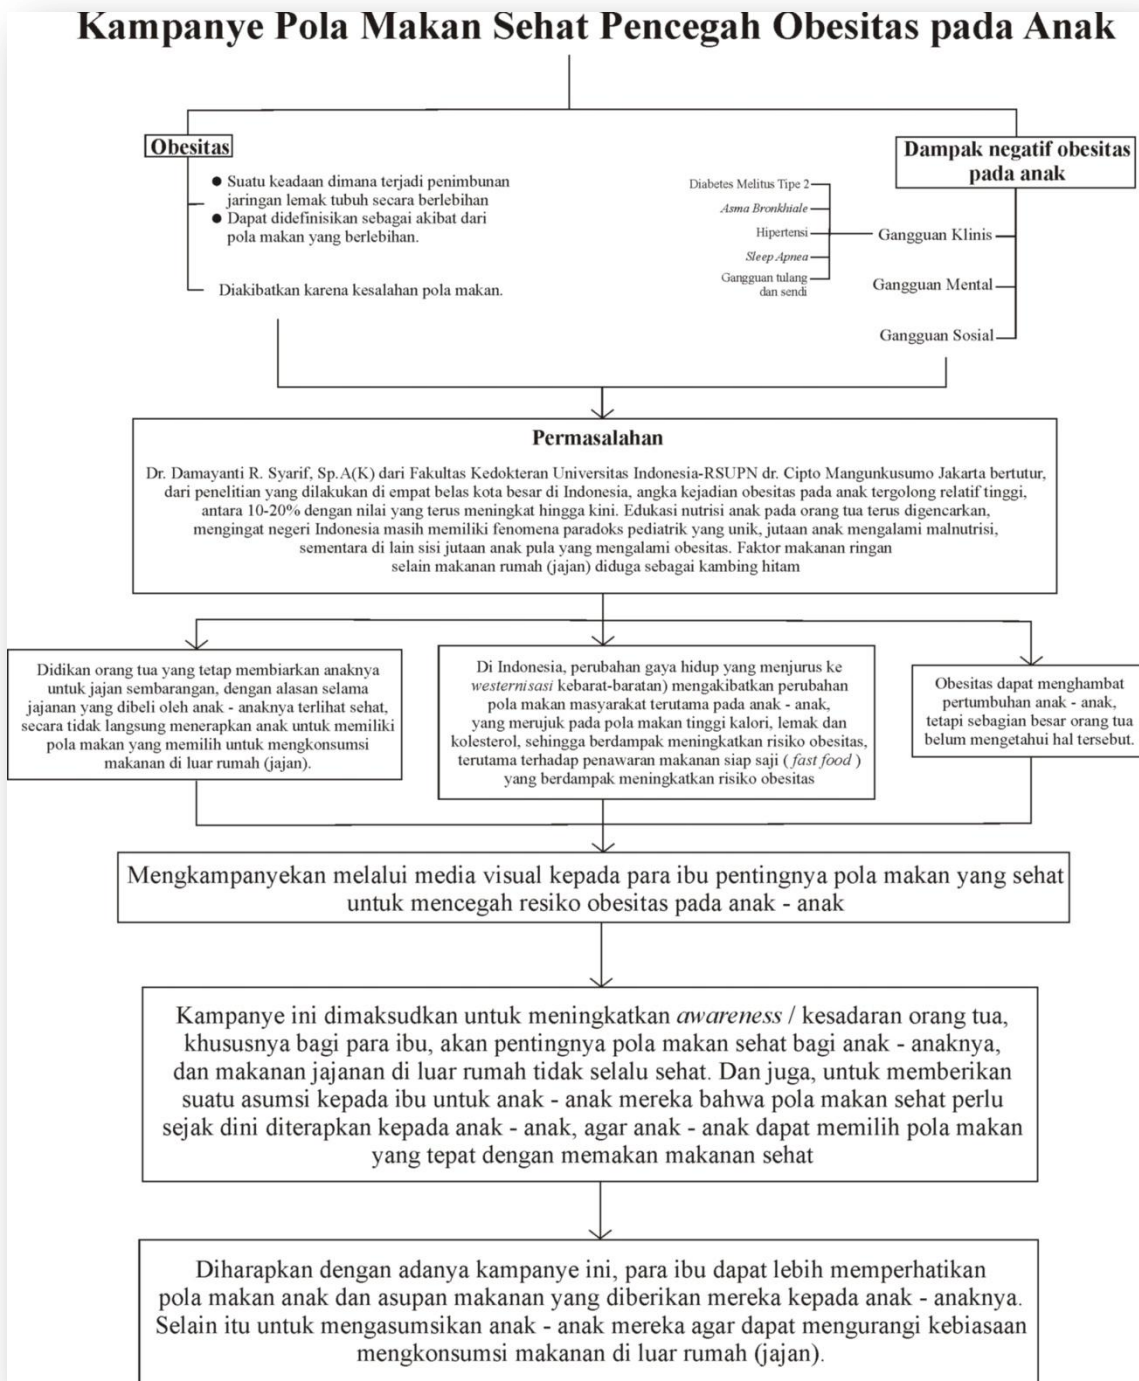 Kampanye Pola Makan Sehat Pencegah Obesitas pada Anak
Obesitas
● Suatu keadaan dimana terjadi penimbunan
jaringan lemak tubuh secara berlebihan
● Dapat didefinisikan sebagai akibat dari
pola makan yang berlebihan.
Diakibatkan karena kesalahan pola makan.
Dampak negatif obesitas
pada anak
Diabetes Melitus Tipe 2
Asma Bronkhiale
Hipertensi
Sleep Apnea
Gangguan tulang
dan sendi
Gangguan Klinis
Gangguan Mental
Gangguan Sosial
Permasalahan
Dr. Damayanti R. Syarif, Sp.A(K) dari Fakultas Kedokteran Universitas Indonesia-RSUPN dr. Cipto Mangunkusumo Jakarta bertutur,
dari penelitian yang dilakukan di empat belas kota besar di Indonesia, angka kejadian obesitas pada anak tergolong relatif tinggi,
antara 10-20% dengan nilai yang terus meningkat hingga kini. Edukasi nutrisi anak pada orang tua terus digencarkan,
mengingat negeri Indonesia masih memiliki fenomena paradoks pediatrik yang unik, jutaan anak mengalami malnutrisi,
sementara di lain sisi jutaan anak pula yang mengalami obesitas. Faktor makanan ringan
selain makanan rumah (jajan) diduga sebagai kambing hitam
Didikan orang tua yang tetap membiarkan anaknya
untuk jajan sembarangan, dengan alasan selama
jajanan yang dibeli oleh anak - anaknya terlihat sehat,
secara tidak langsung menerapkan anak untuk memiliki
pola makan yang memilih untuk mengkonsumsi
makanan di luar rumah (jajan).
Di Indonesia, perubahan gaya hidup yang menjurus ke
westernisasi kebarat-baratan) mengakibatkan perubahan
pola makan masyarakat terutama pada anak - anak,
yang merujuk pada pola makan tinggi kalori, lemak dan
kolesterol, sehingga berdampak meningkatkan risiko obesitas,
terutama terhadap penawaran makanan siap saji ( fast food )
yang berdampak meningkatkan risiko obesitas
Obesitas dapat menghambat
pertumbuhan anak - anak,
tetapi sebagian besar orang tua
belum mengetahui hal tersebut.
Mengkampanyekan melalui media visual kepada para ibu pentingnya pola makan yang sehat
untuk mencegah resiko obesitas pada anak - anak
Kampanye ini dimaksudkan untuk meningkatkan awareness / kesadaran orang tua,
khususnya bagi para ibu, akan pentingnya pola makan sehat bagi anak - anaknya,
dan makanan jajanan di luar rumah tidak selalu sehat. Dan juga, untuk memberikan
suatu asumsi kepada ibu untuk anak - anak mereka bahwa pola makan sehat perlu
sejak dini diterapkan kepada anak - anak, agar anak - anak dapat memilih pola makan
yang tepat dengan memakan makanan sehat
Diharapkan dengan adanya kampanye ini, para ibu dapat lebih memperhatikan
pola makan anak dan asupan makanan yang diberikan mereka kepada anak - anaknya.
Selain itu untuk mengasumsikan anak - anak mereka agar dapat mengurangi kebiasaan
mengkonsumsi makanan di luar rumah (jajan).